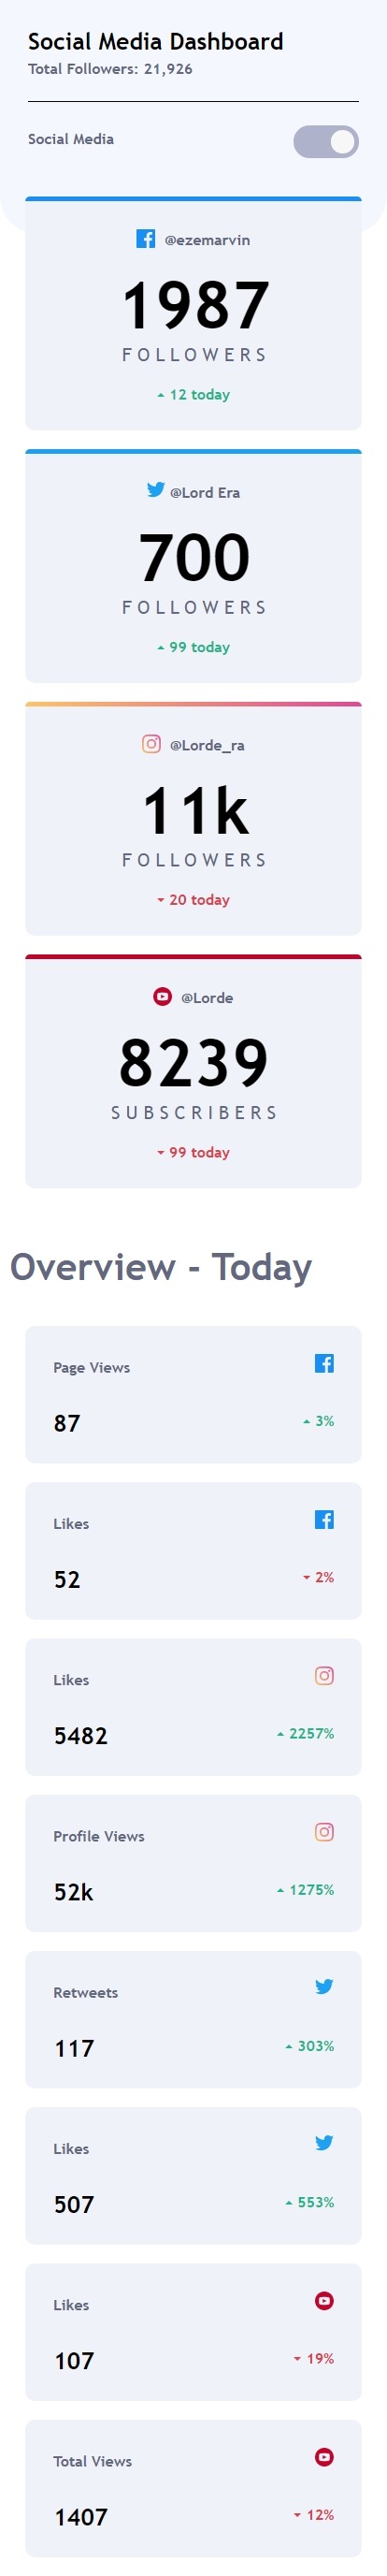 Social Media Dashboard
Total Followers: 21,926
Social Media
@ezemarvin
1987
FOLLOWERS
12 today
@Lord Era
700
FOLLOWERS
99 today
@Lorde_ra
11k
FOLLOWERS
20 today
@Lorde
8239
SUBSCRIBERS
99 today
Overview - Today
Page Views
87 3%
Likes
52 2%
Likes
5482 2257%
Profile Views
52k 1275%
Retweets
117 303%
Likes
507 553%
Likes
107 19%
Total Views
1407 12%